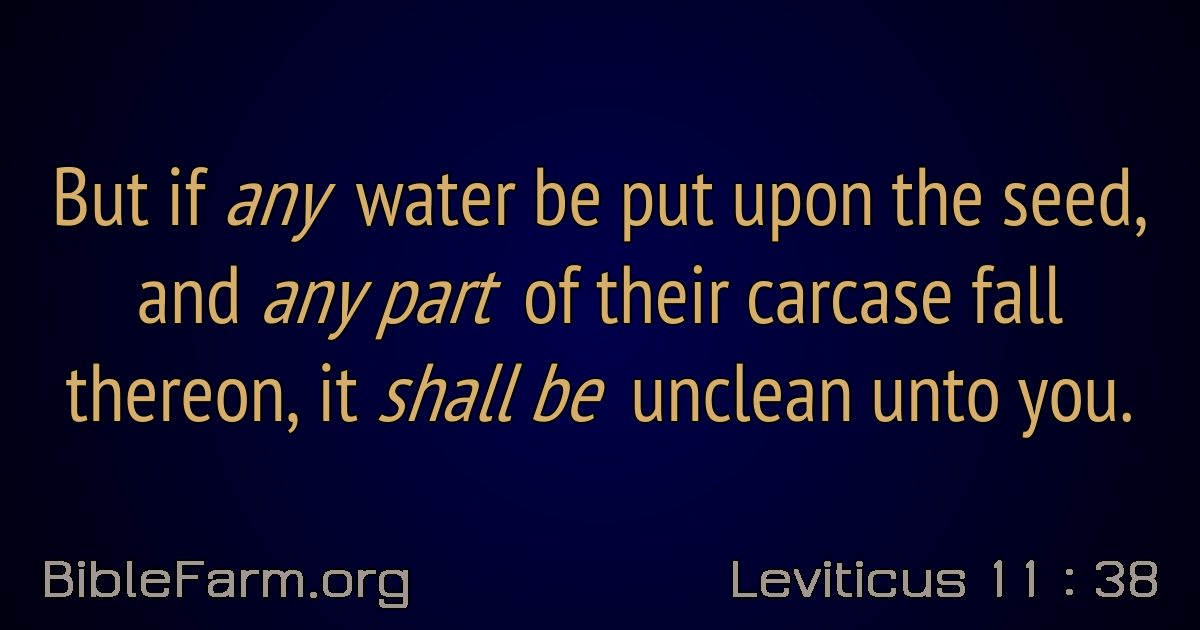 But if any water be put upon the seed,
and any part of their carcase fall
thereon, it shall be unclean unto you.
BibleFarm.org
Leviticus 11 : 38